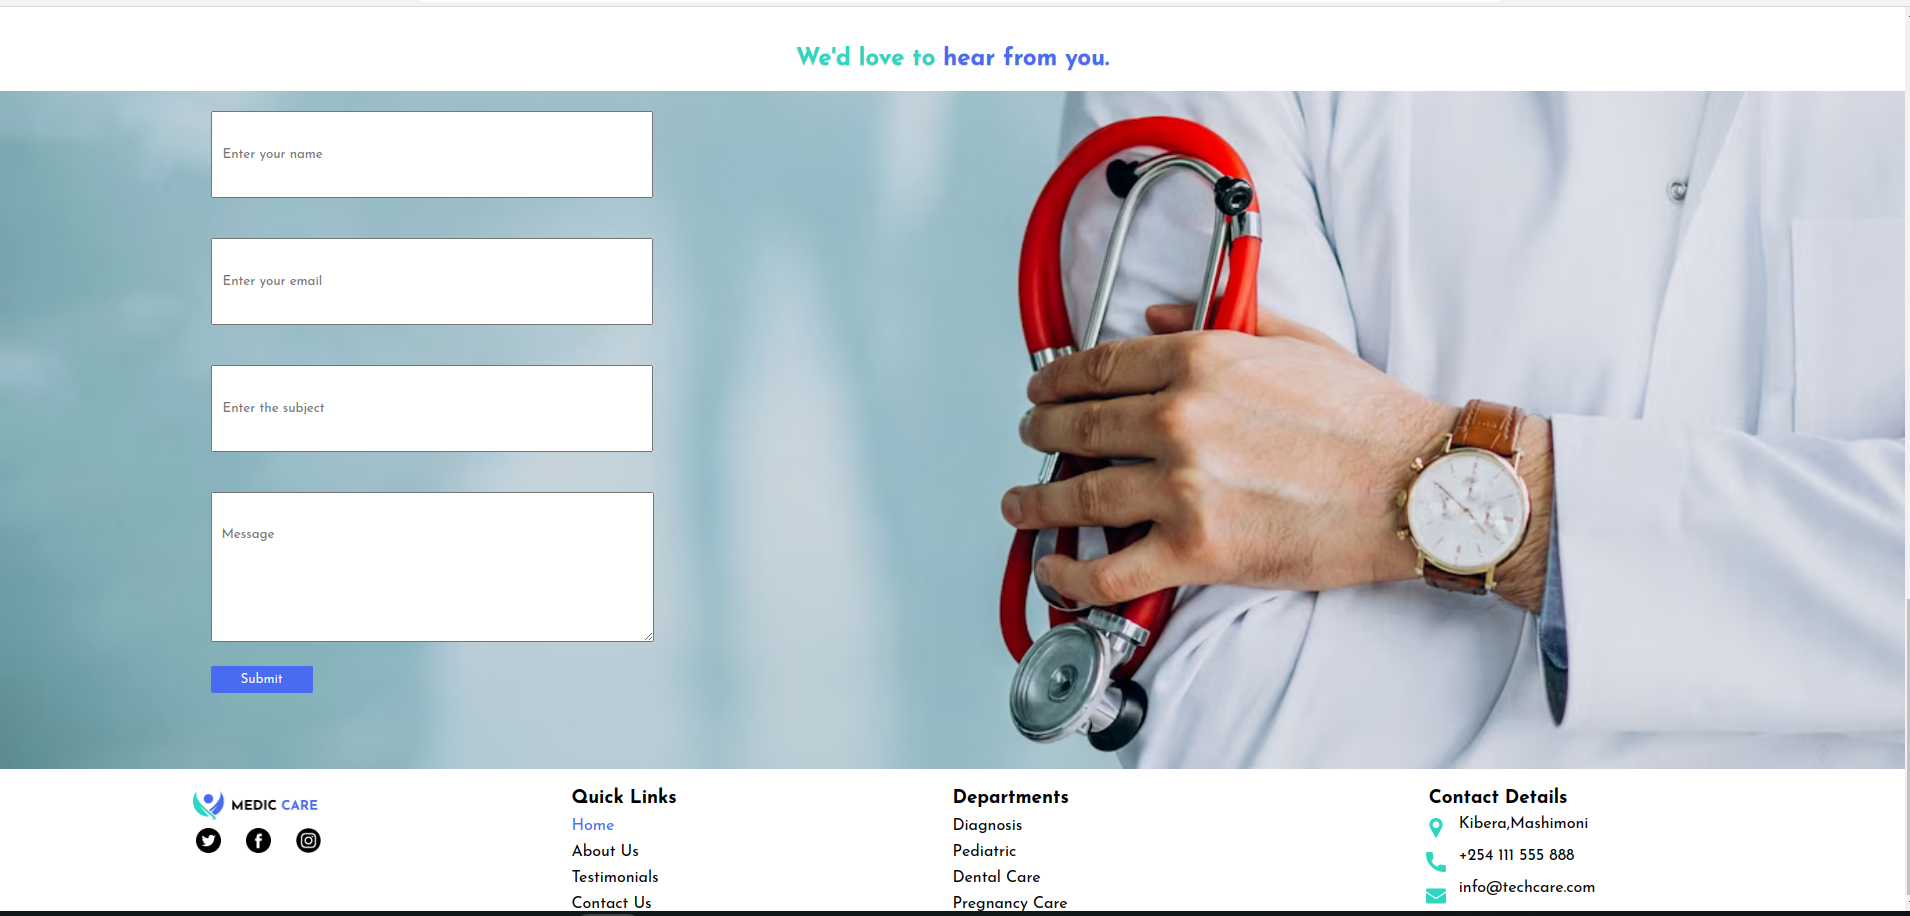 We'd love to hear from you.
Enter your name
Enter your email
Enter the subject
Message
Submit
MEDIC CARE
Quick Links
Home
About Us
Testimonials
Contact Us
Departments
Diagnosis
Pediatric
Dental Care
Pregnancy Care
Contact Details
Kibera,Mashimoni
+254 111 555 888
info@techcare.com